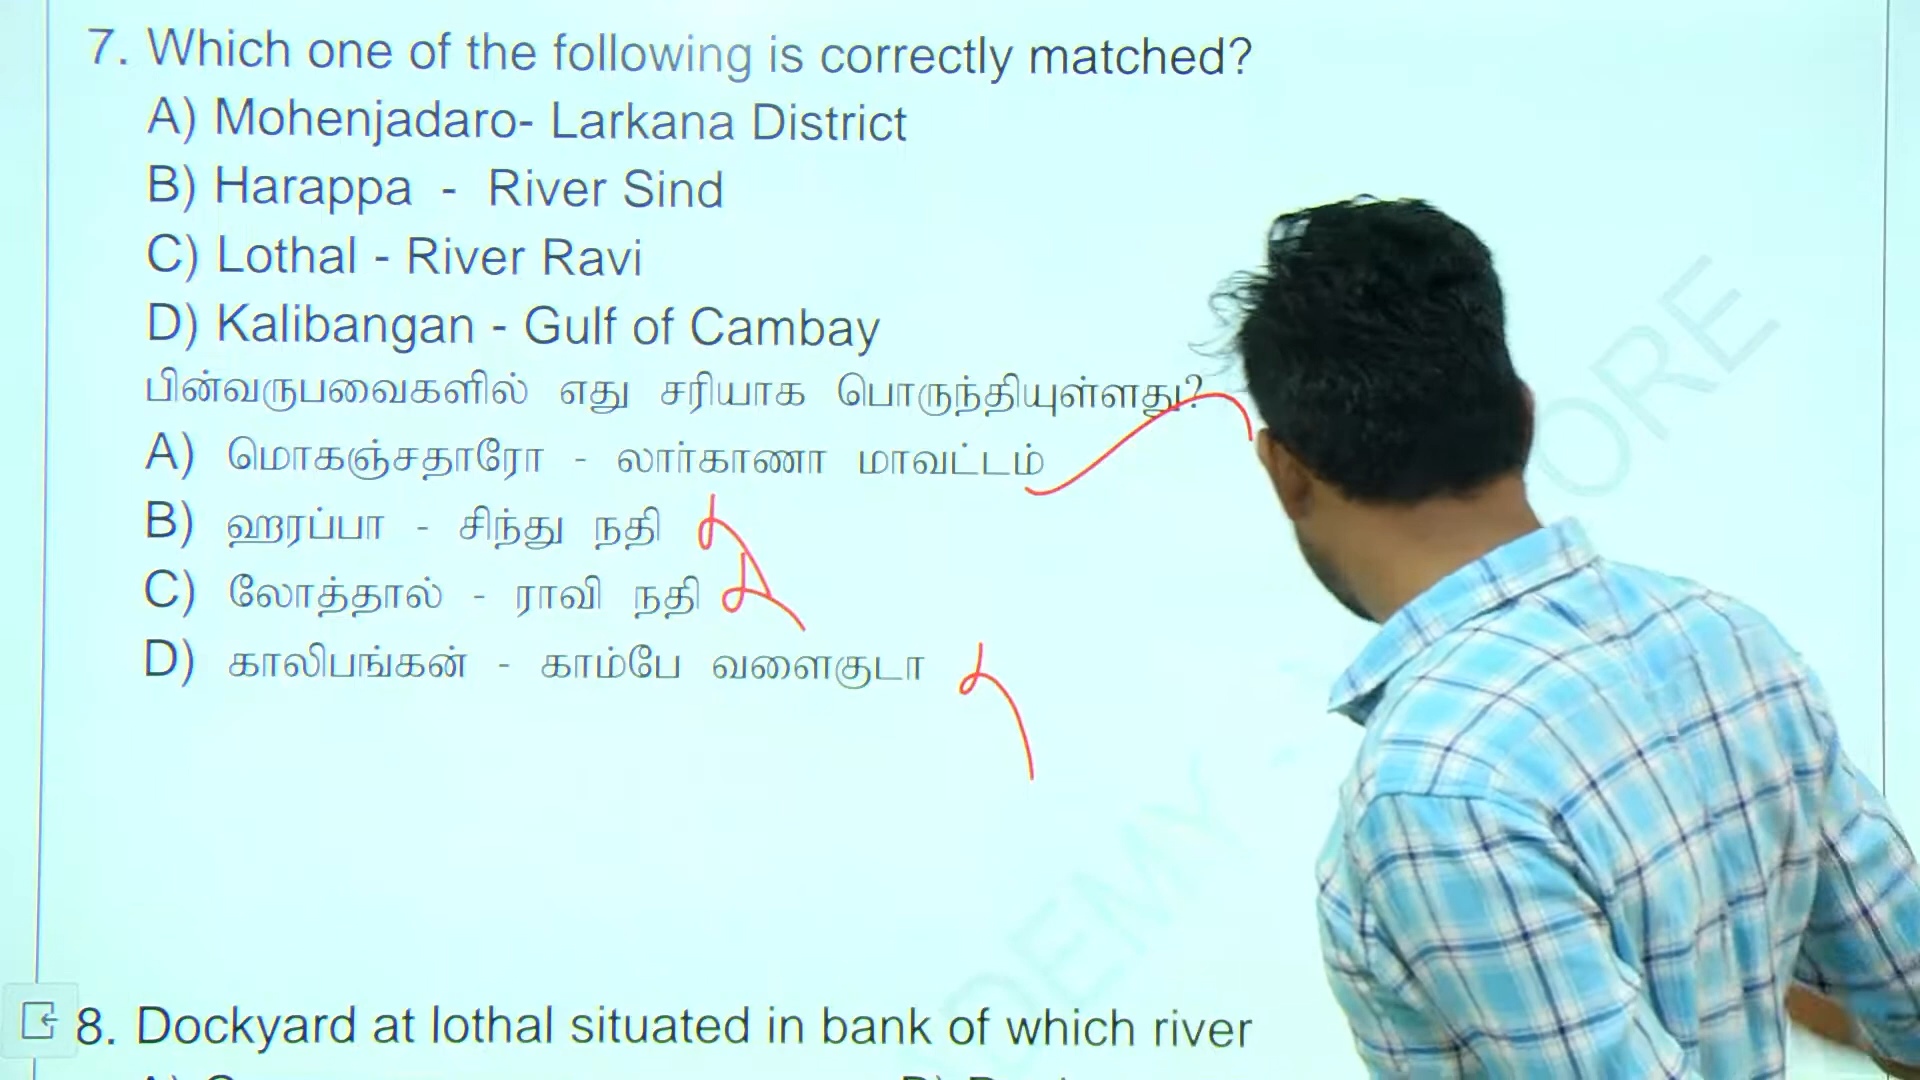 7. Which one of the following is correctly matched?
A) Mohenjadaro- Larkana District
B) Harappa - River Sind
C) Lothal - River Ravi
D) Kalibangan - Gulf of Cambay
பின்வருபவைகளில் எது சரியாக பொருந்தியுள்ளது?
A) மொகஞ்சதாரோ - லார்காணா மாவட்டம்
B) ஹரப்பா - சிந்து நதி
C) லோத்தால் - ராவி நதி
D) காலிபங்கன் - காம்பே வளைகுடா
8. Dockyard at lothal situated in bank of which river